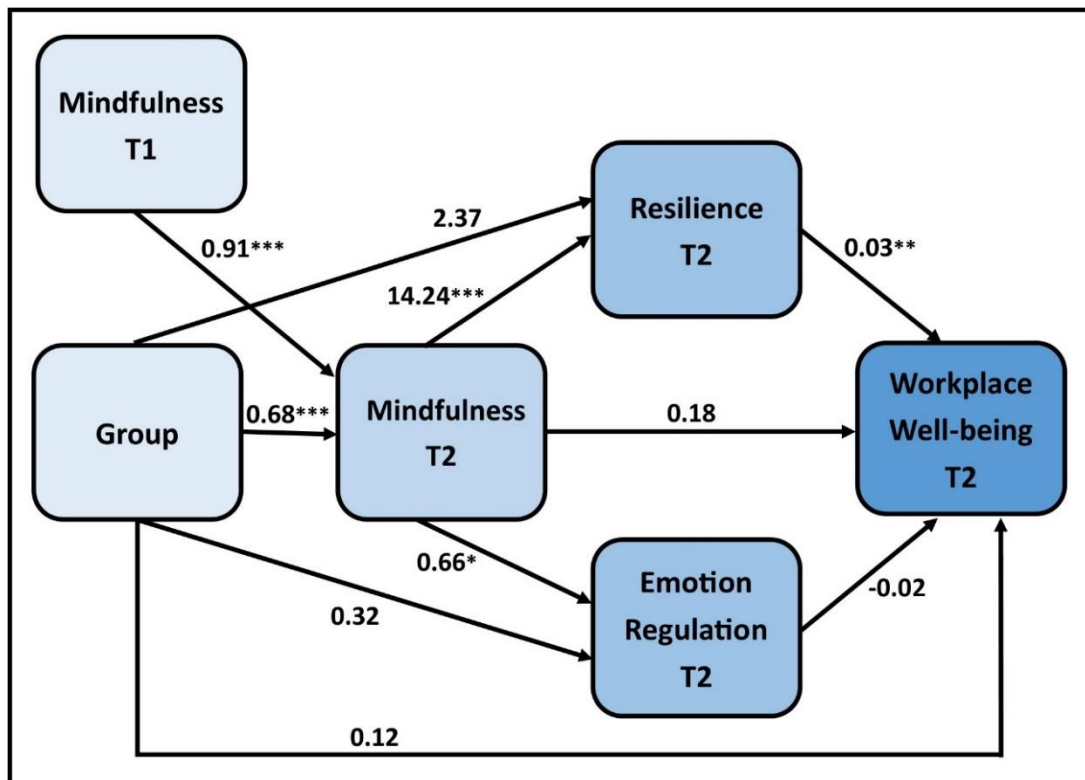 Mindfulness
T1
Resilience
T2
2.37
0.91***
0.03**
14.24***
Group
0.68***
Mindfulness
T2
0.18
Workplace
Well-being
T2
0.66*
0.32
Emotion
Regulation
T2
-0.02
0.12